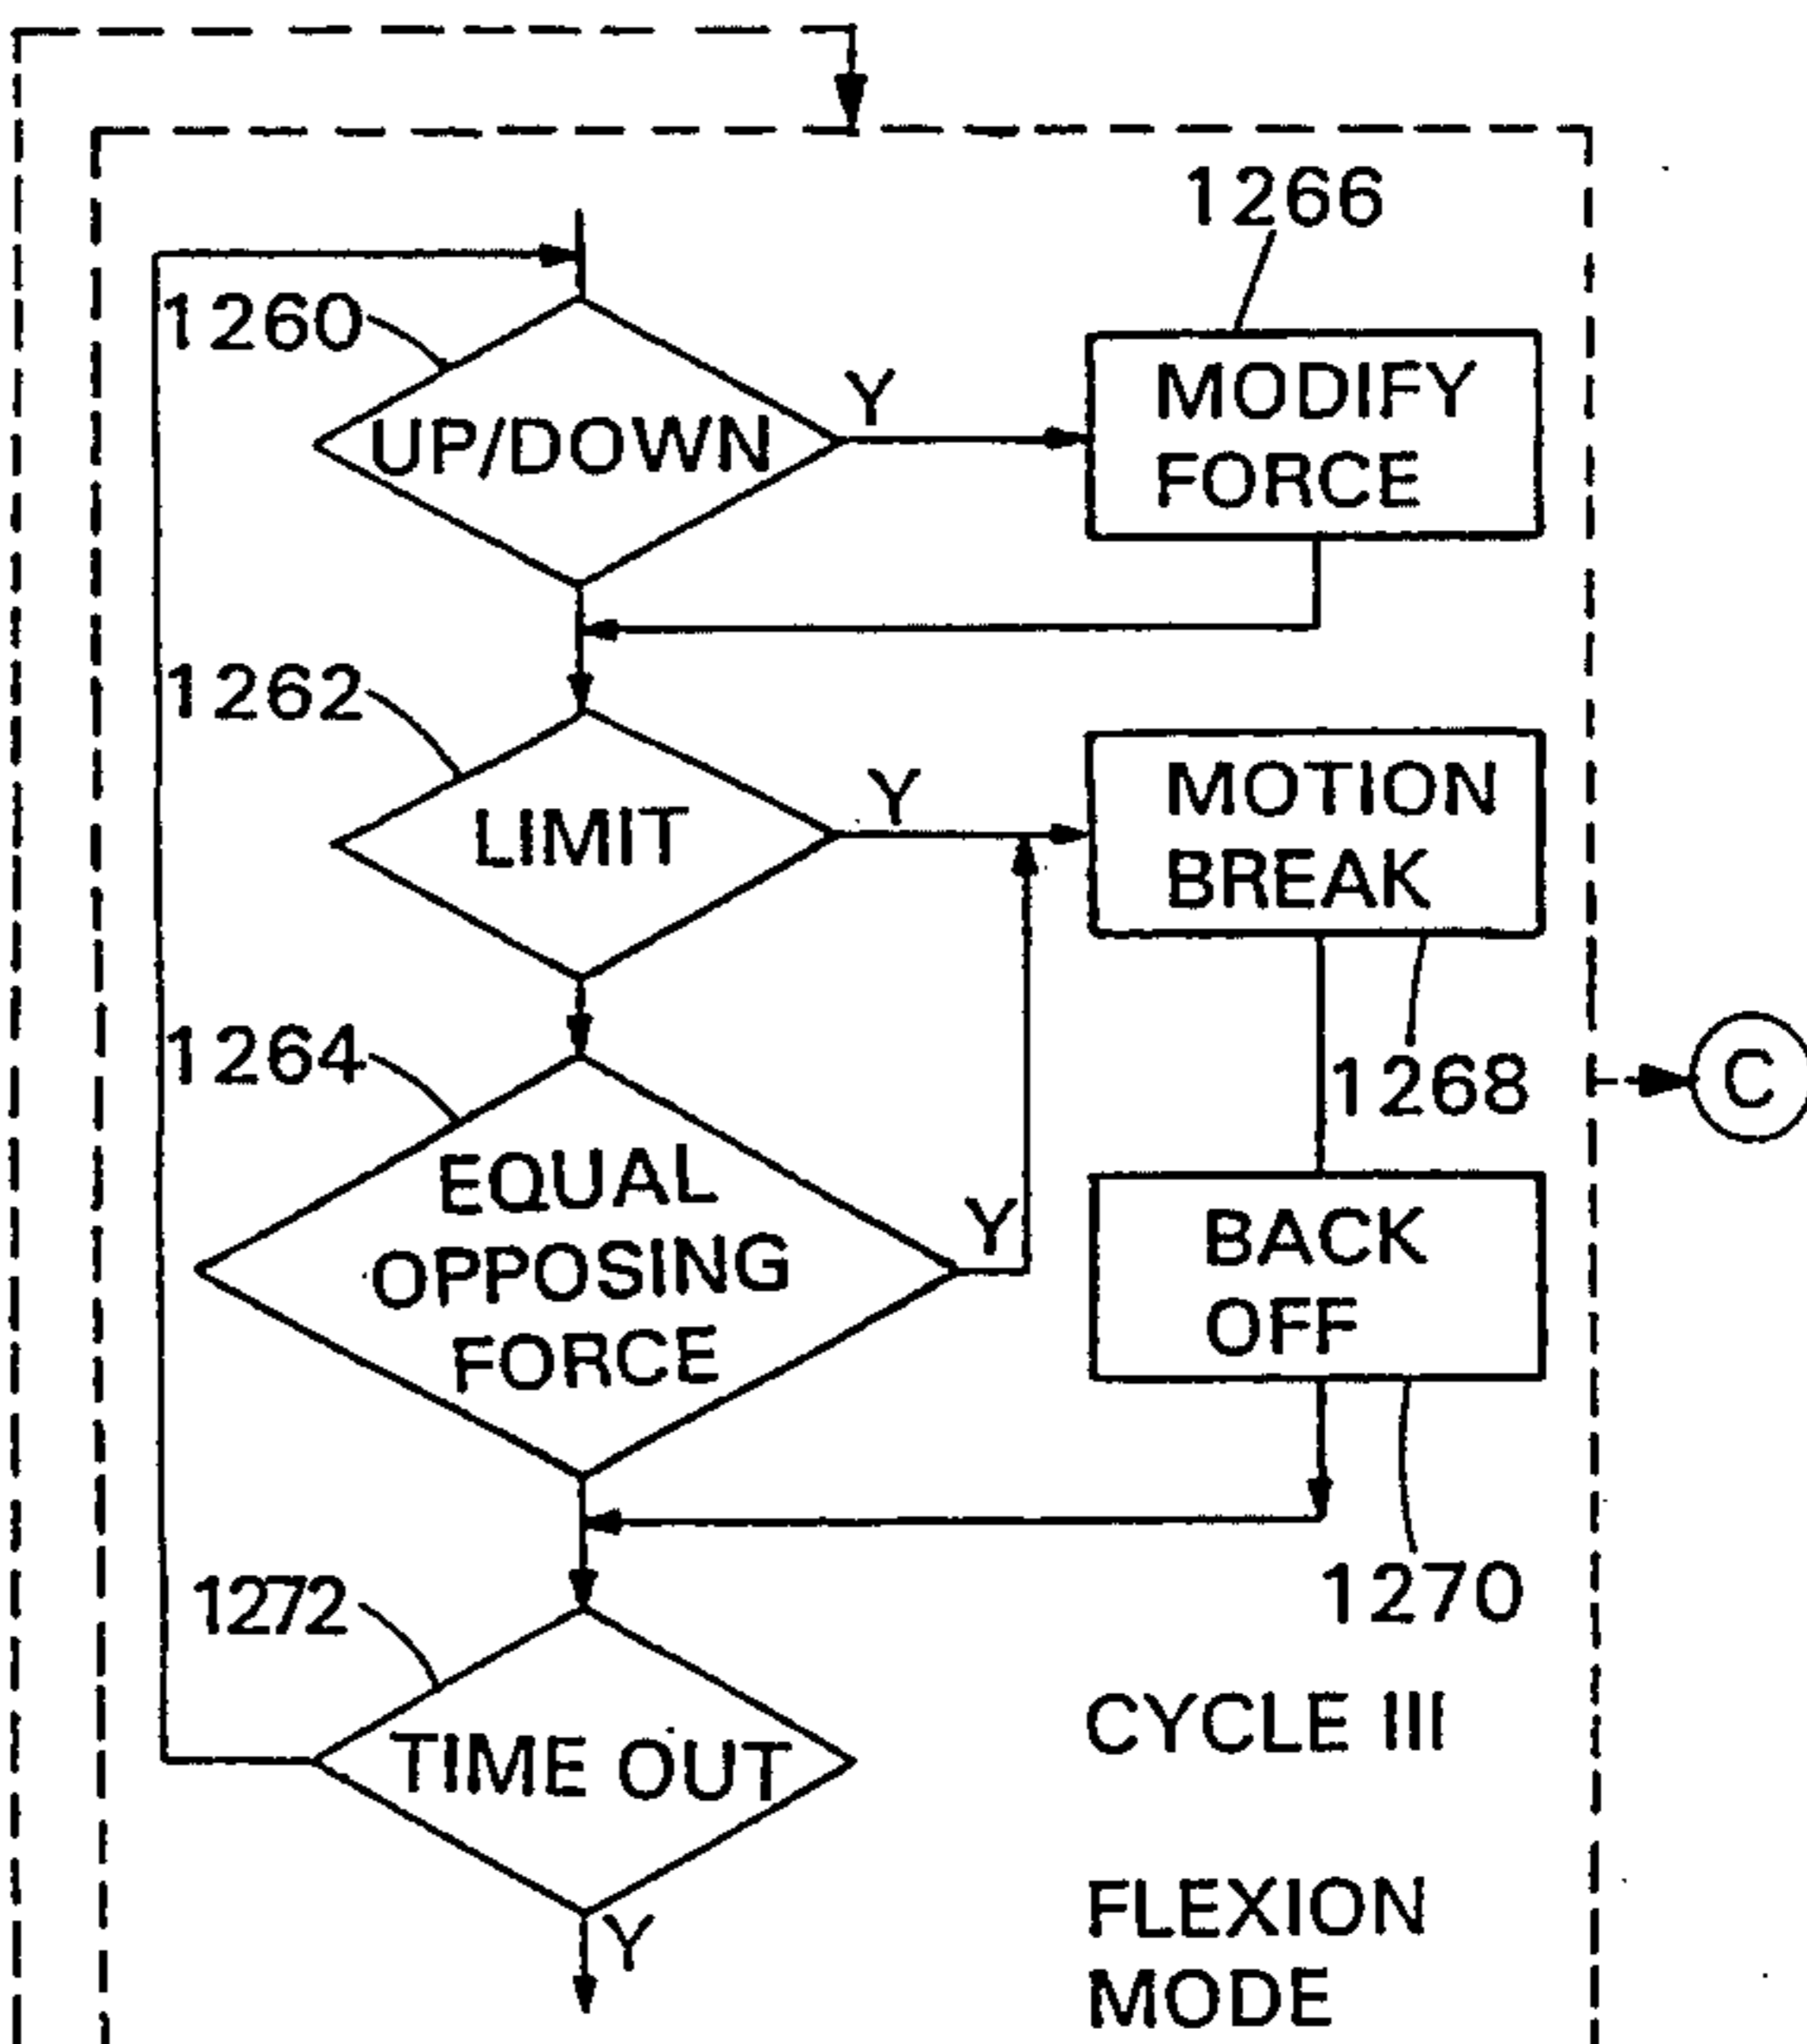 1266
1260
Y
MODIFY
FORCE
UP/DOWN
1262
Y
MOTION
BREAK
LIMIT
1264
1268
C
EQUAL
OPPOSING
FORCE
Y
BACK
OFF
1270
1272
TIME OUT
Y
CYCLE III
FLEXION
MODE